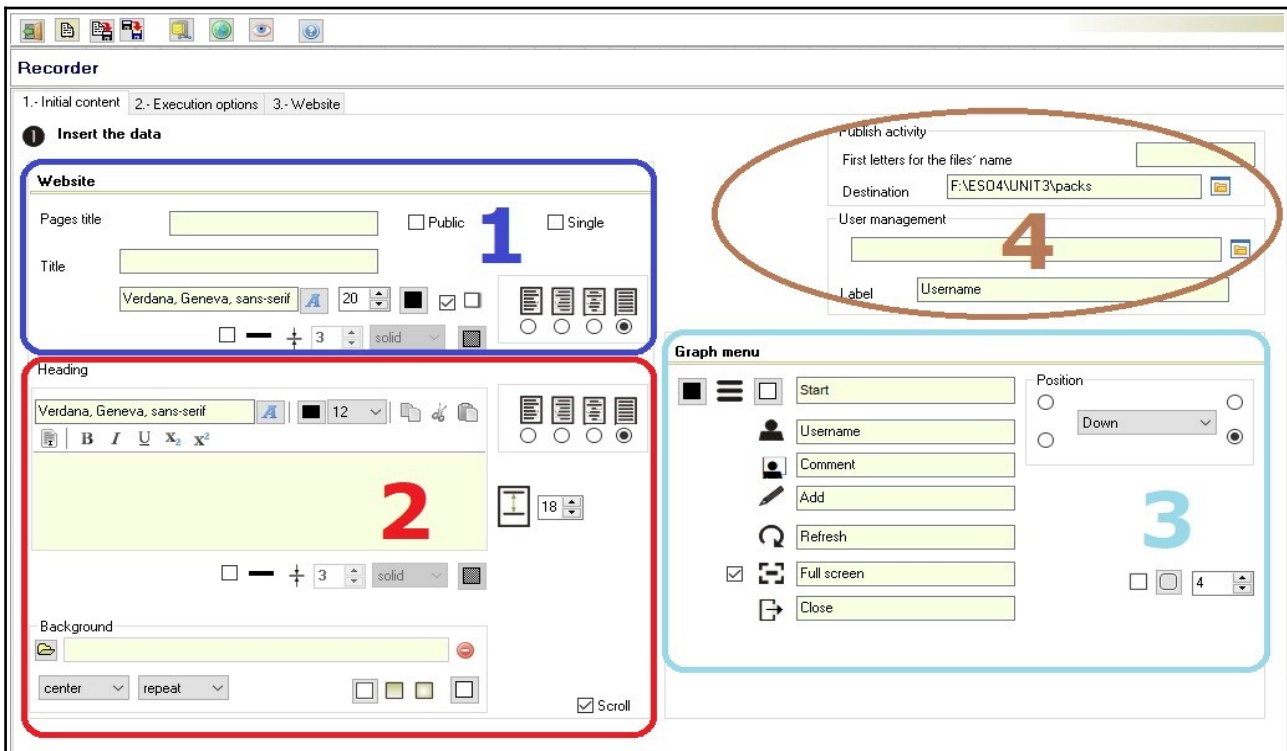 Recorder
1.- Initial content 2.- Execution options 3.- Website
1 Insert the data
Website
Pages title Public Single
Title
Verdana, Geneva, sans-serif A 20
3 solid
1
Heading
Verdana, Geneva, sans-serif A 12
B I U X₂ X²
2
18
3 solid
Background
center repeat
Scroll
Publish activity
First letters for the files' name
Destination F:\ESO4\UNIT3\packs
User management
4
Label Username
Graph menu
Start
Username
Comment
Add
Refresh
Full screen
Close
Position
Down
3
4